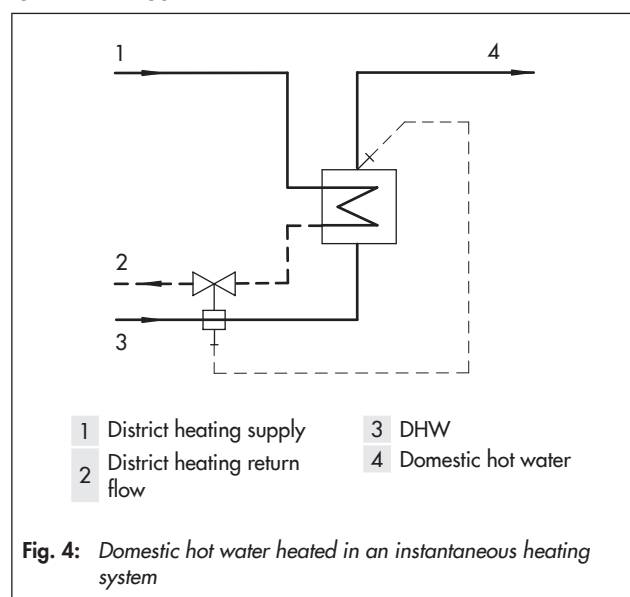 1
4
2
3
1 District heating supply
2 District heating return
flow
3 DHW
4 Domestic hot water
Fig. 4: Domestic hot water heated in an instantaneous heating
system